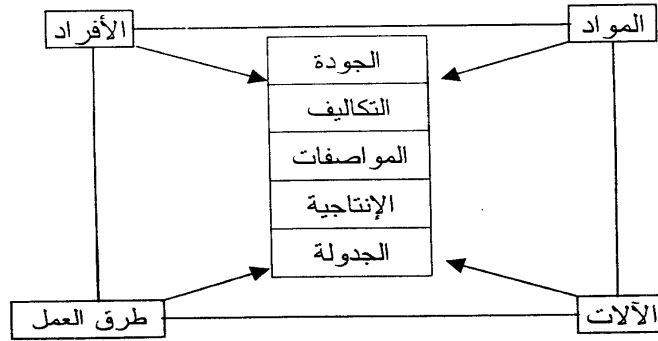 المواد
الأفراد
الجودة
التكاليف
المواصفات
الإنتاجية
الجدولة
الآلات
طرق العمل